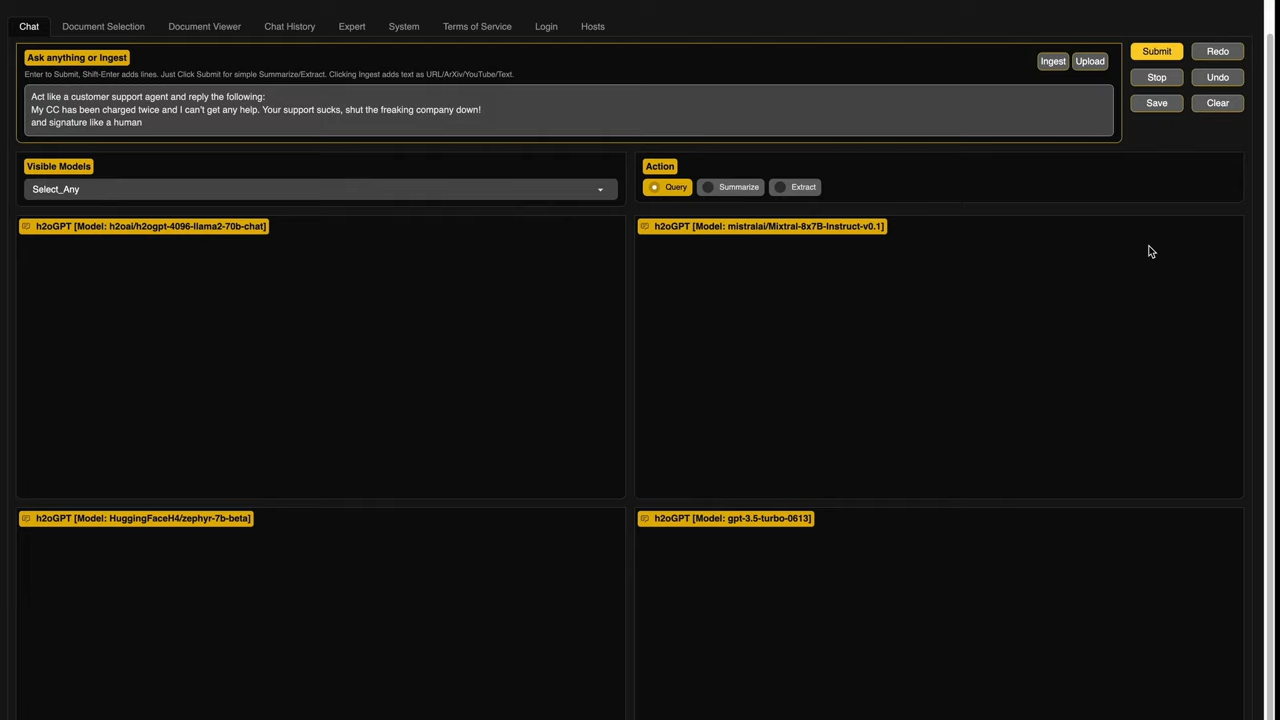 Chat Document Selection Document Viewer Chat History Expert System Terms of Service Login Hosts
Ask anything or Ingest
Enter to Submit, Shift-Enter adds lines. Just Click Submit for simple Summarize/Extract. Clicking Ingest adds text as URL/ArXiv/YouTube/Text.
Ingest Upload
Act like a customer support agent and reply the following:
My CC has been charged twice and I can't get any help. Your support sucks, shut the freaking company down!
and signature like a human
Submit Redo
Stop Undo
Save Clear
Visible Models
Select_Any
Action
Query Summarize Extract
h2oGPT [Model: h2oai/h2ogpt-4096-llama2-70b-chat]
h2oGPT [Model: mistralai/Mixtral-8x7B-Instruct-v0.1]
h2oGPT [Model: HuggingFaceH4/zephyr-7b-beta]
h2oGPT [Model: gpt-3.5-turbo-0613]